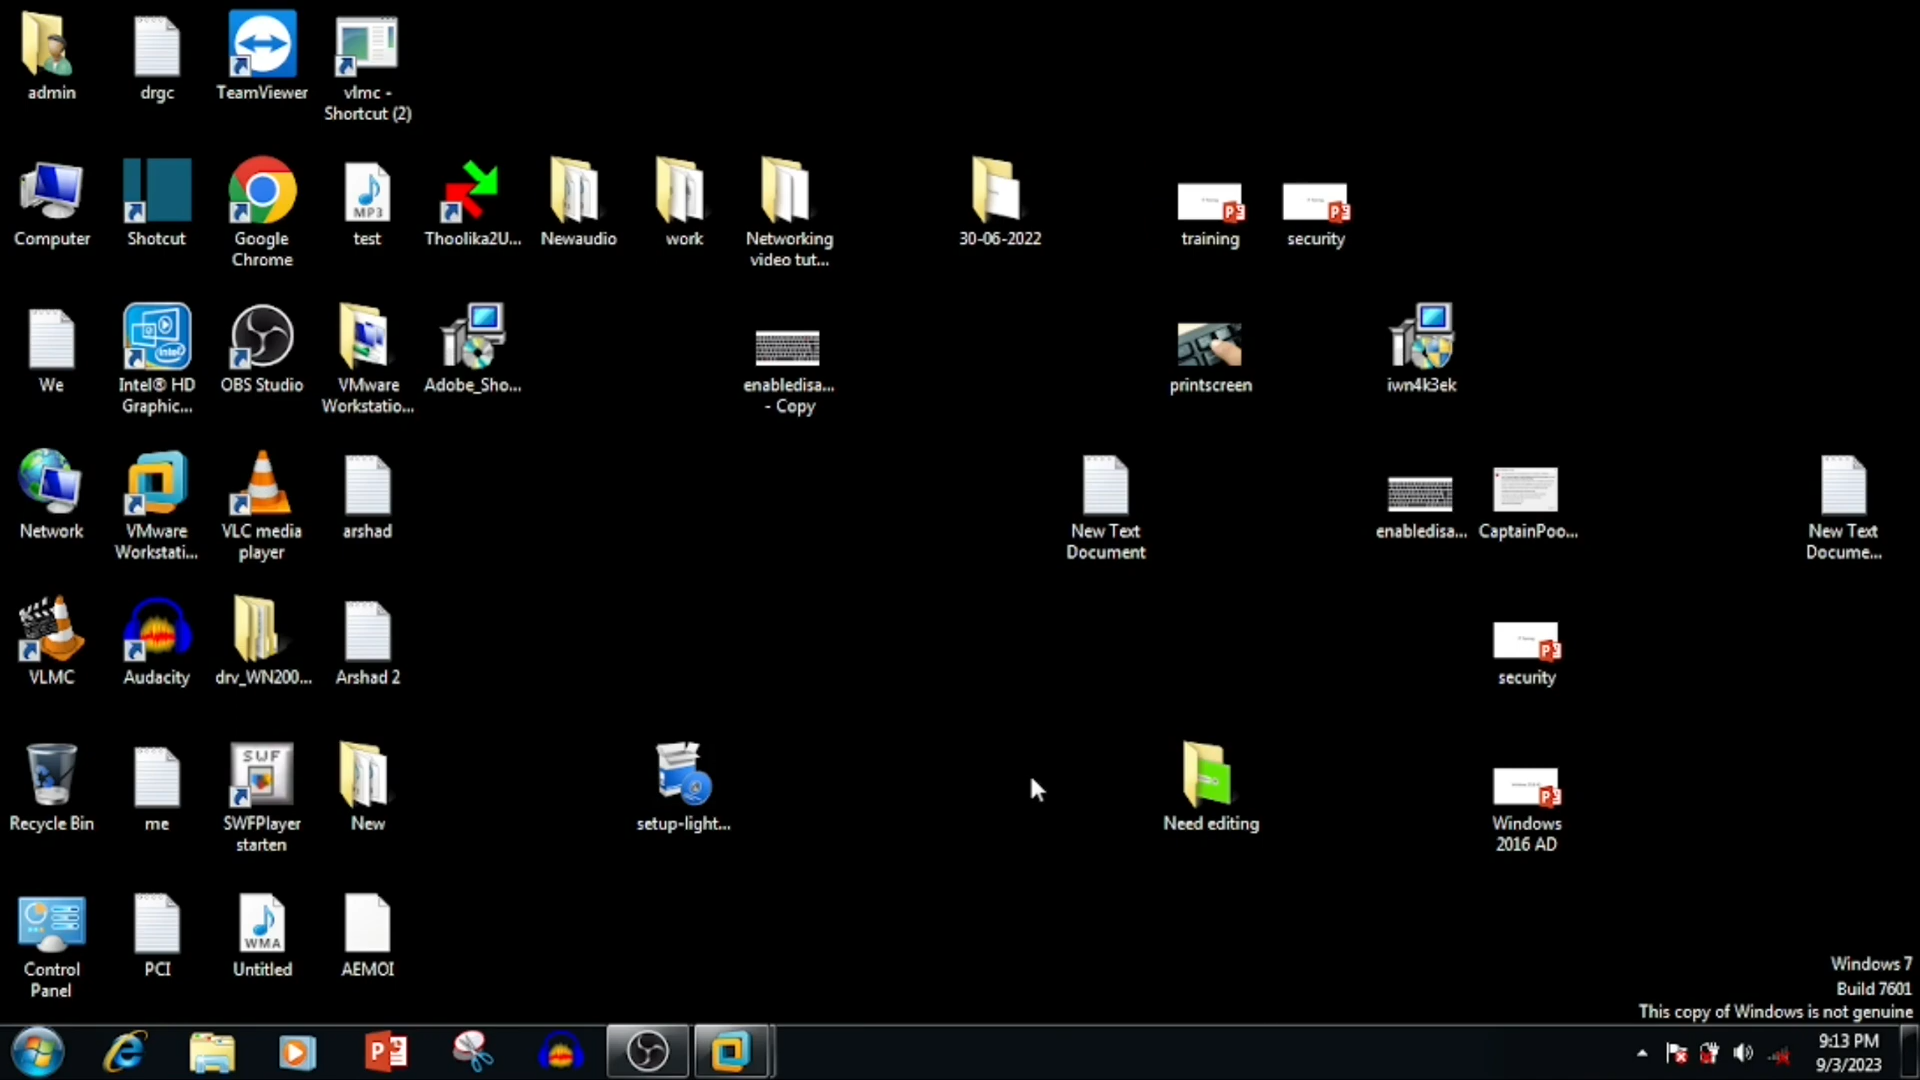 admin
drgc
TeamViewer
vlmc -
Shortcut (2)
Computer
Shotcut
Google
Chrome
MP3
test
Thoolika2U...
Newaudio
work
Networking
video tut...
30-06-2022
training
security
We
Intel® HD
Graphic...
OBS Studio
VMware
Workstatio...
Adobe_Sho...
enabledisa...
- Copy
printscreen
iwn4k3ek
Network
VMware
Workstati...
VLC media
player
arshad
New Text
Document
enabledisa...
CaptainPoo...
New Text
Docume...
VLMC
Audacity
drv_WN200...
Arshad 2
security
Recycle Bin
me
SWF
SWFPlayer
starten
New
setup-light...
Need editing
Windows
2016 AD
Control
Panel
PCI
WMA
Untitled
AEMOI
Windows 7
Build 7601
This copy of Windows is not genuine
9:13 PM
9/3/2023